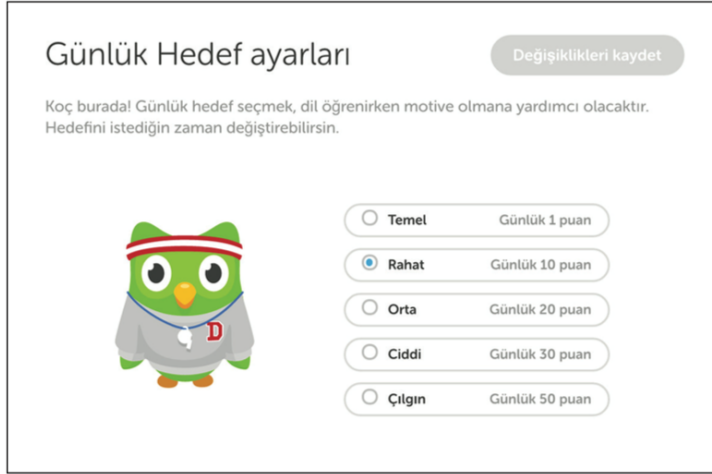 Günlük Hedef ayarları
Değişiklikleri kaydet
Koç burada! Günlük hedef seçmek, dil öğrenirken motive olmana yardımcı olacaktır.
Hedefini istediğin zaman değiştirebilirsin.
Temel Günlük 1 puan
Rahat Günlük 10 puan
Orta Günlük 20 puan
Ciddi Günlük 30 puan
Çılgın Günlük 50 puan
D